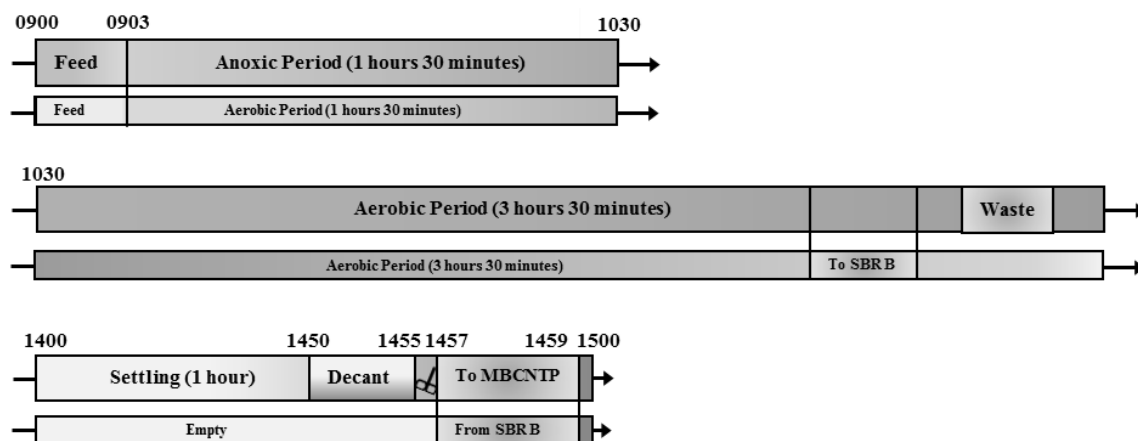 0900 0903 1030
Feed Anoxic Period (1 hours 30 minutes)
Feed Aerobic Period (1 hours 30 minutes)
1030
Aerobic Period (3 hours 30 minutes) Waste
Aerobic Period (3 hours 30 minutes) To SBR B
1400 1450 1455 1457 1459 1500
Settling (1 hour) Decant To MBCNTP
Empty From SBR B